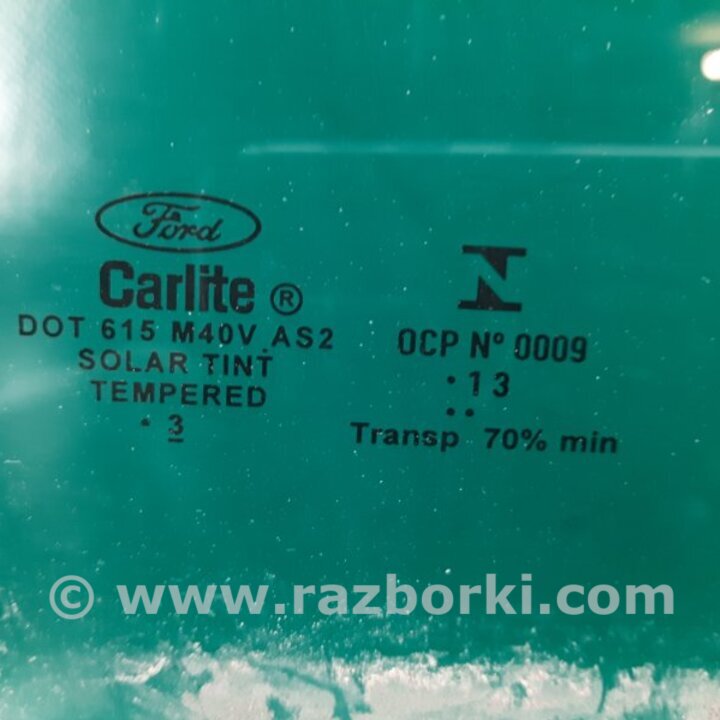 Ford
Carlite ®
DOT 615 M40V AS2
SOLAR TINT
TEMPERED
. 3
OCP Nº 0009
.13
..
Transp 70% min
© www.razborki.com